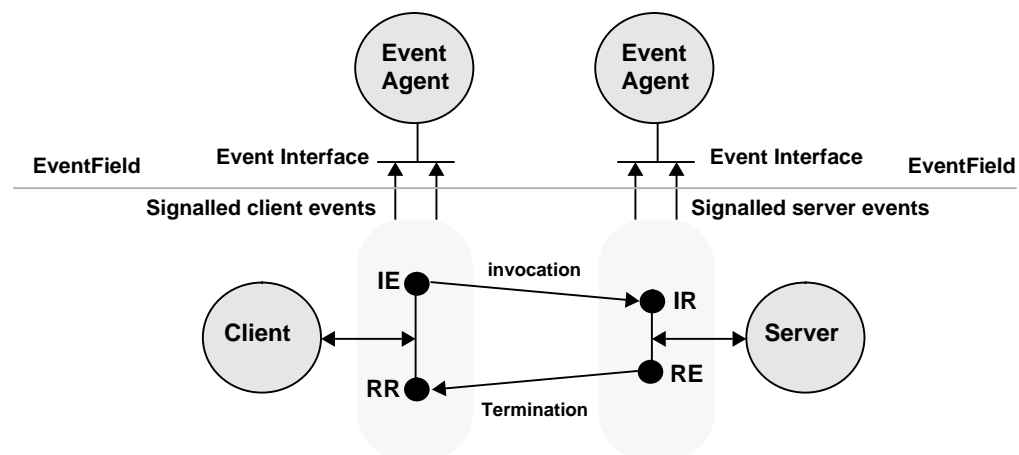 Event
Agent
Event
Agent
Event Interface
Event Interface
EventField
EventField
Signalled client events
Signalled server events
IE
invocation
IR
Client
Server
RR
RE
Termination